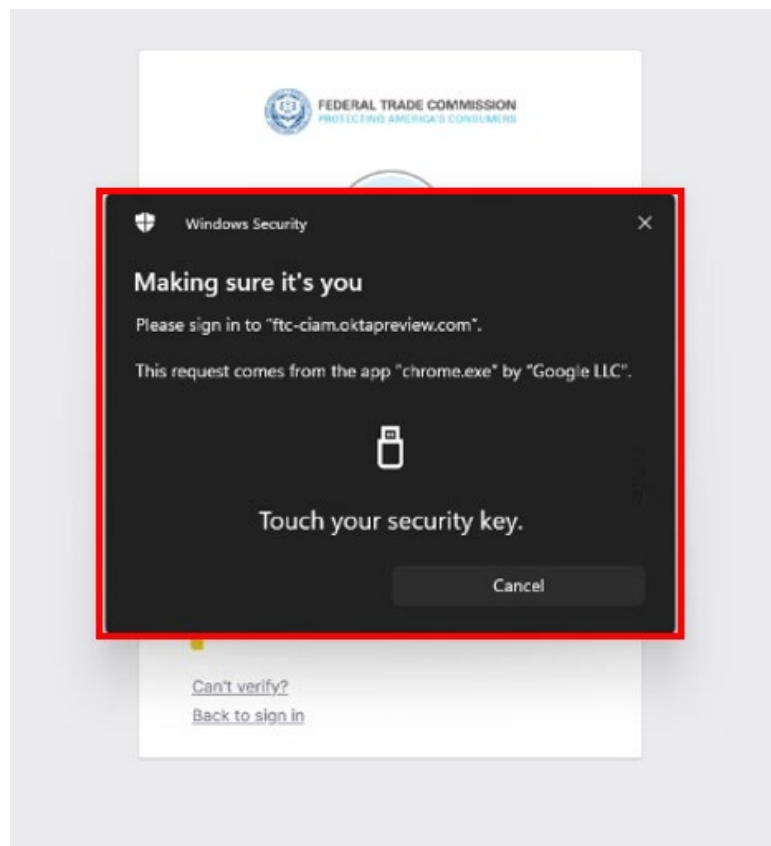 FEDERAL TRADE COMMISSION
PROTECTING AMERICA'S CONSUMERS
Windows Security
Making sure it's you
Please sign in to "ftc-ciam.oktapreview.com".
This request comes from the app "chrome.exe" by "Google LLC".
Touch your security key.
Cancel
Can't verify?
Back to sign in